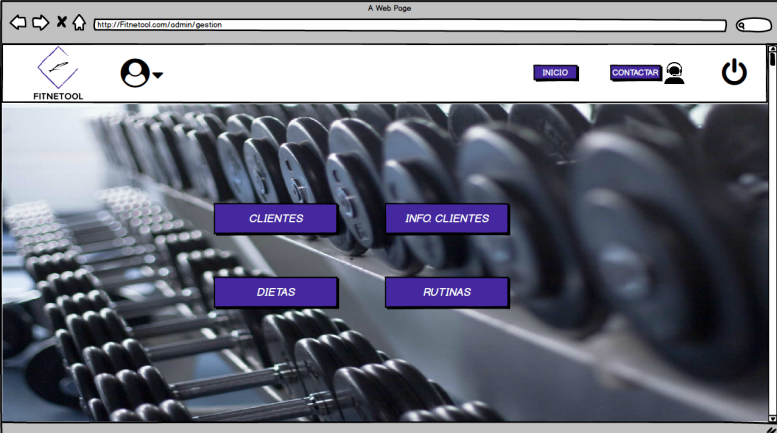 A Web Page
http://Fitnetool.com/admin/gestion
FITNETOOL
INICIO
CONTACTAR
CLIENTES
INFO. CLIENTES
DIETAS
RUTINAS